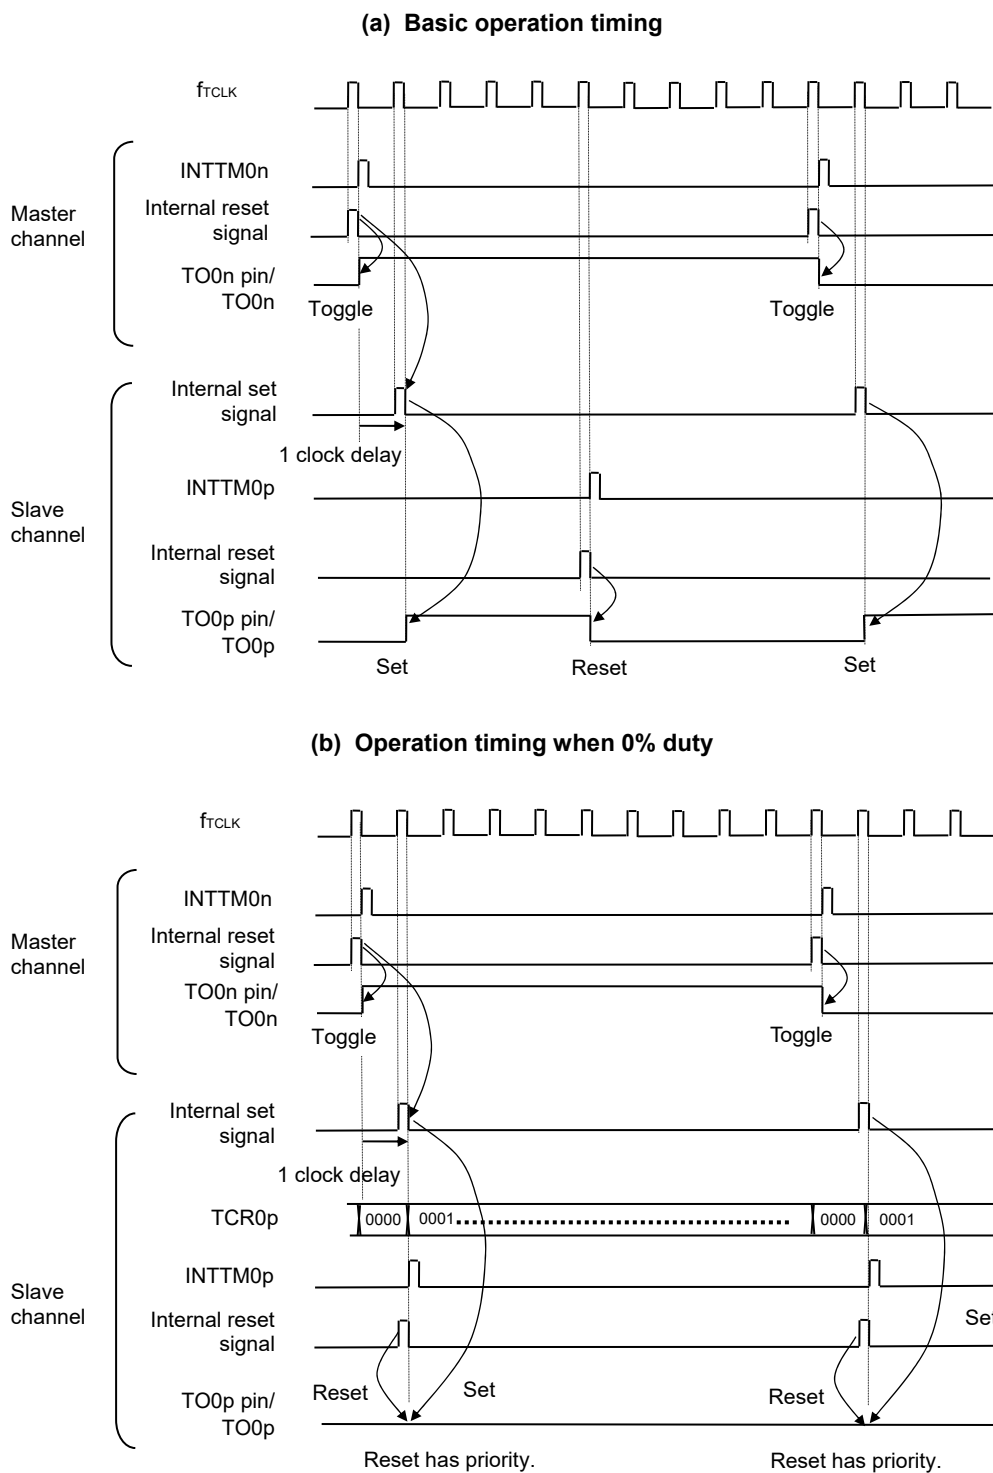 (a) Basic operation timing
fTCLK
INTTM0n
Internal reset
signal
Master
channel
TO0n pin/
TO0n
Toggle
Toggle
Internal set
signal
1 clock delay
INTTM0p
Slave
channel
Internal reset
signal
TO0p pin/
TO0p
Set
Reset
Set
(b) Operation timing when 0% duty
fTCLK
INTTM0n
Internal reset
signal
Master
channel
TO0n pin/
TO0n
Toggle
Toggle
Internal set
signal
1 clock delay
TCR0p
0000
0001
0000
0001
INTTM0p
Slave
channel
Internal reset
signal
Set
Reset
Set
Reset
TO0p pin/
TO0p
Reset has priority.
Reset has priority.